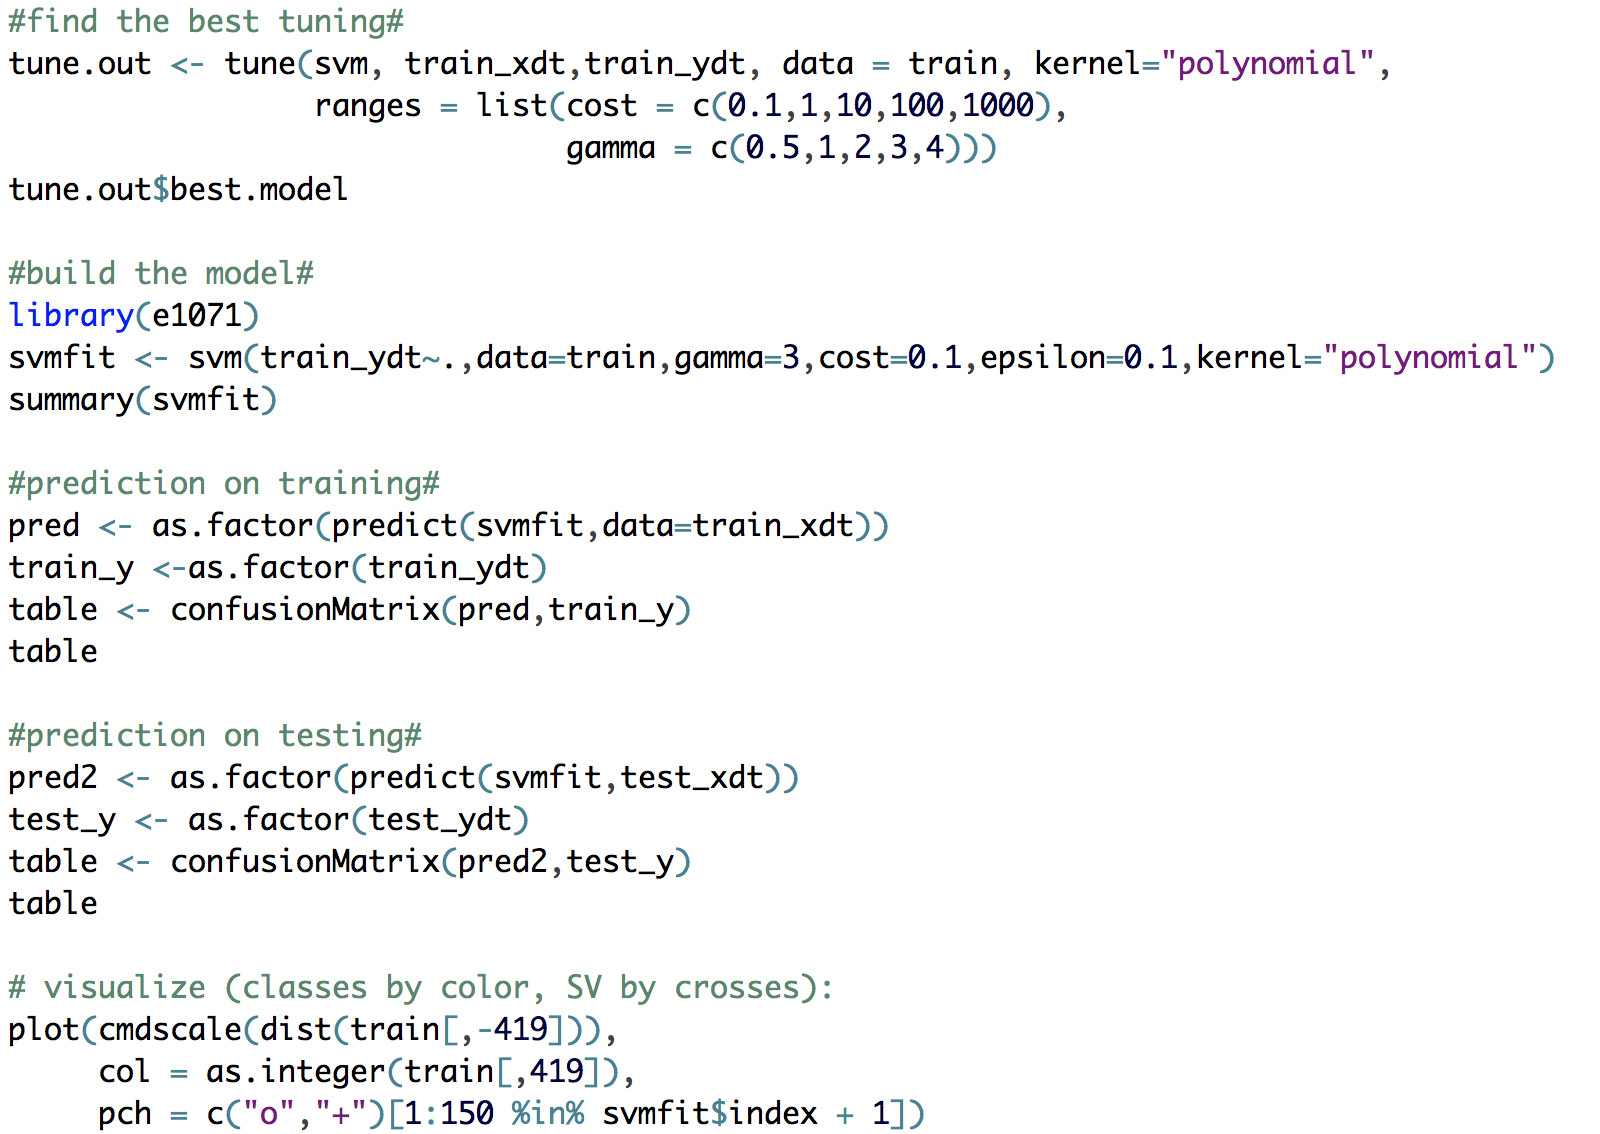 #find the best tuning#
tune.out <- tune(svm, train_xdt,train_ydt, data = train, kernel="polynomial",
                 ranges = list(cost = c(0.1,1,10,100,1000),
                               gamma = c(0.5,1,2,3,4)))
tune.out$best.model

#build the model#
library(e1071)
svmfit <- svm(train_ydt~.,data=train,gamma=3,cost=0.1,epsilon=0.1,kernel="polynomial")
summary(svmfit)

#prediction on training#
pred <- as.factor(predict(svmfit,data=train_xdt))
train_y <-as.factor(train_ydt)
table <- confusionMatrix(pred,train_y)
table

#prediction on testing#
pred2 <- as.factor(predict(svmfit,test_xdt))
test_y <- as.factor(test_ydt)
table <- confusionMatrix(pred2,test_y)
table

# visualize (classes by color, SV by crosses):
plot(cmdscale(dist(train[,-419])),
     col = as.integer(train[,419]),
     pch = c("o","+")[1:150 %in% svmfit$index + 1])